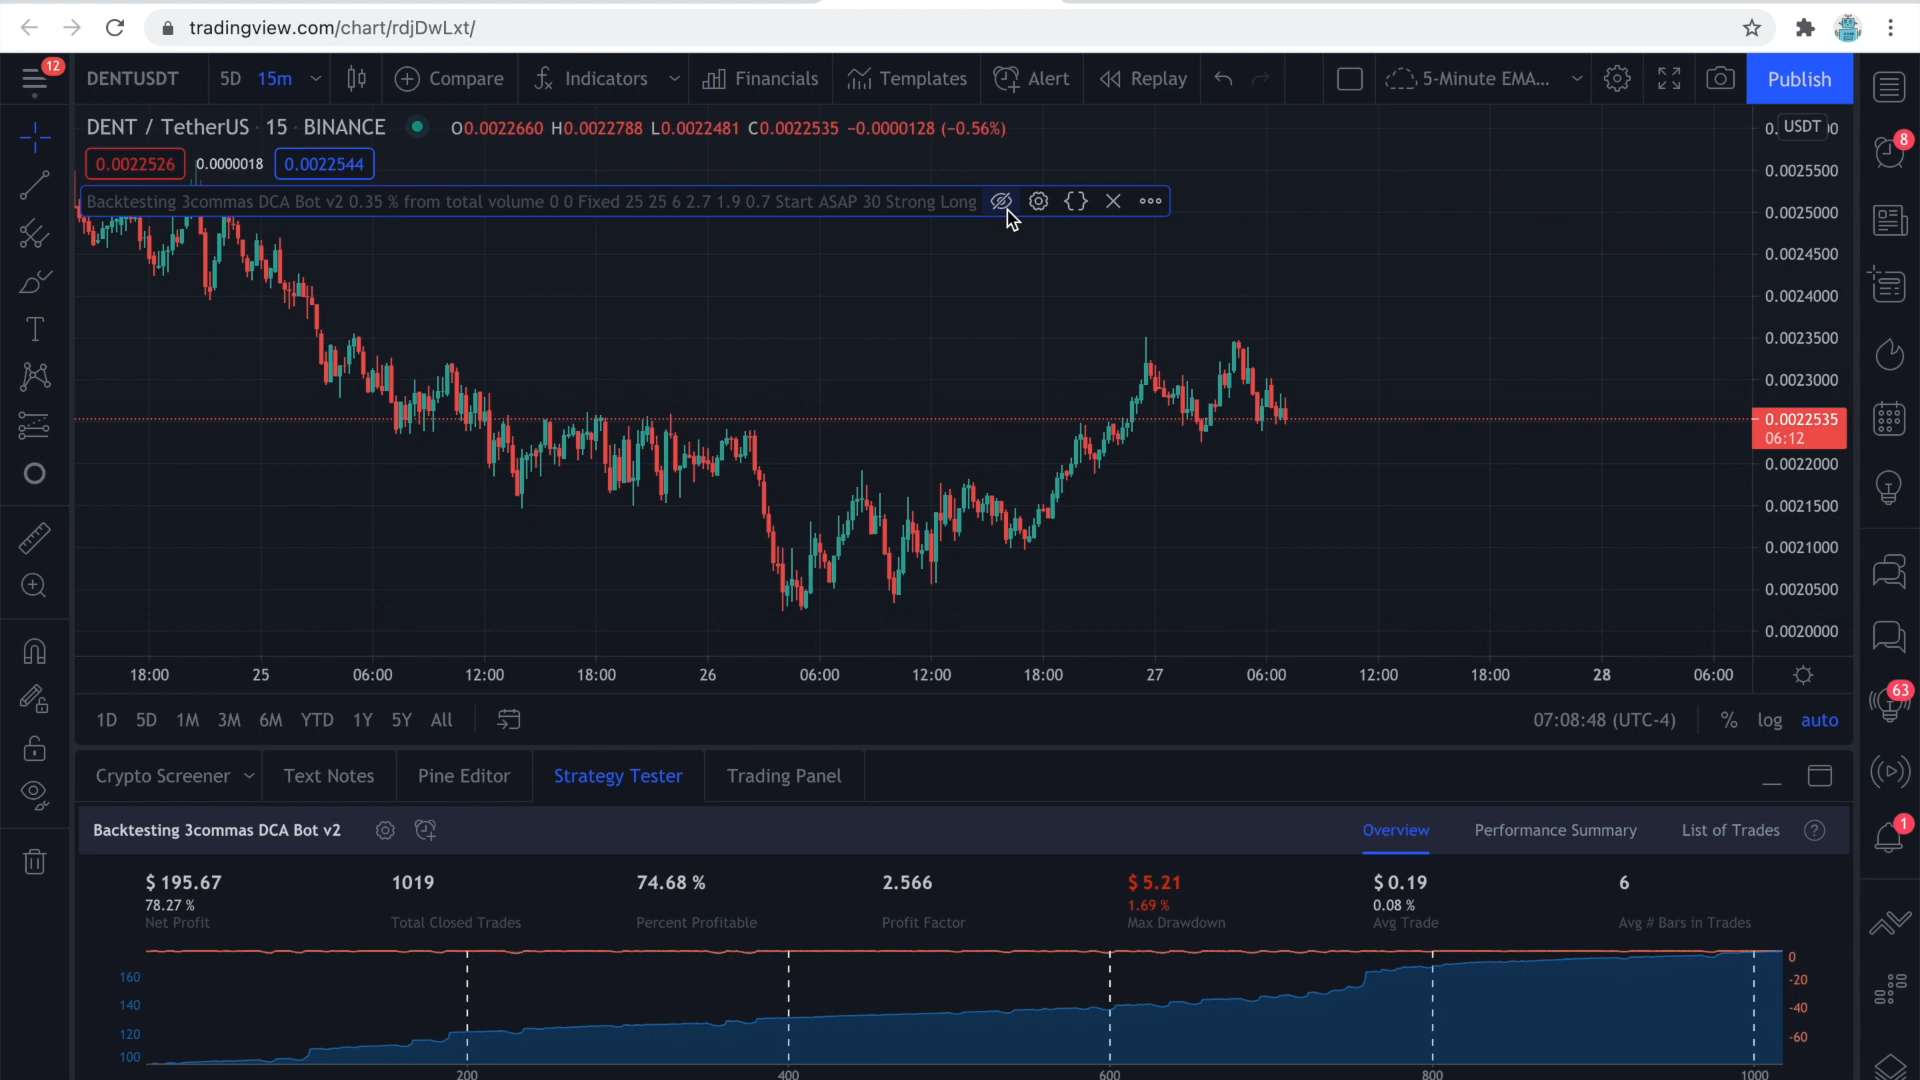 tradingview.com/chart/rdjDwLxt/
12
DENTUSDT 5D 15m Compare Indicators Financials Templates Alert Replay 5-Minute EMA... Publish
DENT / TetherUS · 15 · BINANCE O0.0022660 H0.0022788 L0.0022481 C0.0022535 −0.0000128 (−0.56%)
USDT
0.0022526 0.0000018 0.0022544
Backtesting 3commas DCA Bot v2 0.35 % from total volume 0 0 Fixed 25 25 6 2.7 1.9 0.7 Start ASAP 30 Strong Long
8
0.0025500
0.0025000
0.0024500
0.0024000
0.0023500
0.0023000
0.0022535
06:12
0.0022000
0.0021500
0.0021000
0.0020500
0.0020000
18:00 25 06:00 12:00 18:00 26 06:00 12:00 18:00 27 06:00 12:00 18:00 28 06:00
1D 5D 1M 3M 6M YTD 1Y 5Y All 07:08:48 (UTC-4) % log auto
63
Crypto Screener Text Notes Pine Editor Strategy Tester Trading Panel
Backtesting 3commas DCA Bot v2 Overview Performance Summary List of Trades ?
1
$ 195.67 1019 74.68 % 2.566 $ 5.21 $ 0.19 6
78.27 % 1.69 % 0.08 %
Net Profit Total Closed Trades Percent Profitable Profit Factor Max Drawdown Avg Trade Avg # Bars in Trades
160
140
120
100
0
-20
-40
-60
200 400 600 800 1000